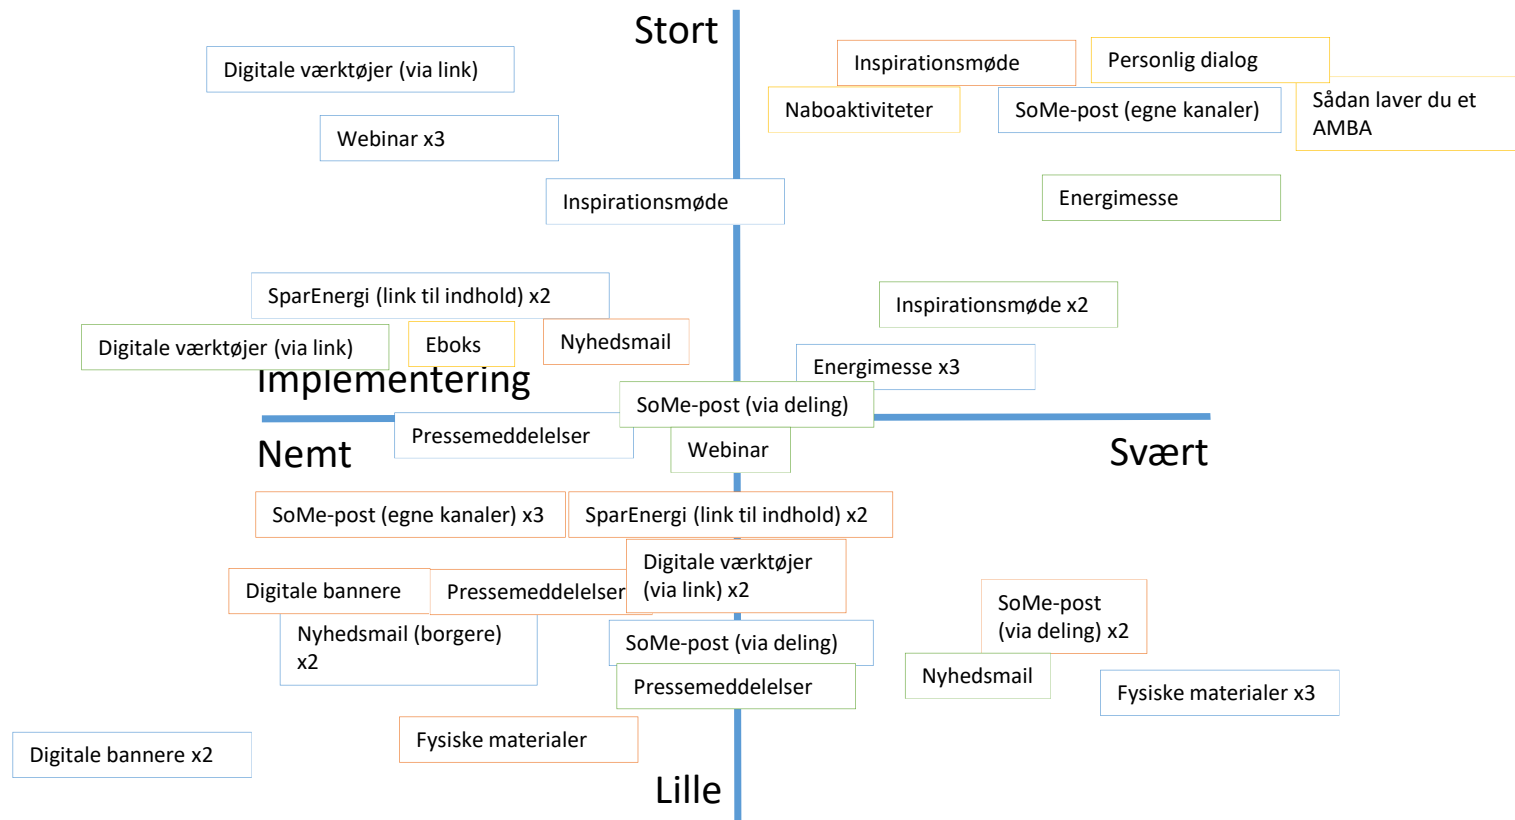 Stort
Digitale værktøjer (via link)
Inspirationsmøde
Personlig dialog
Naboaktiviteter
SoMe-post (egne kanaler)
Sådan laver du et
AMBA
Webinar x3
Inspirationsmøde
Energimesse
SparEnergi (link til indhold) x2
Inspirationsmøde x2
Digitale værktøjer (via link)
Eboks
Nyhedsmail
Energimesse x3
Implementering
SoMe-post (via deling)
Pressemeddelelser
Webinar
Nemt
Svært
SoMe-post (egne kanaler) x3
SparEnergi (link til indhold) x2
Digitale værktøjer
(via link) x2
Digitale bannere
Pressemeddelelser
SoMe-post
(via deling) x2
Nyhedsmail (borgere)
x2
SoMe-post (via deling)
Nyhedsmail
Pressemeddelelser
Fysiske materialer x3
Fysiske materialer
Digitale bannere x2
Lille